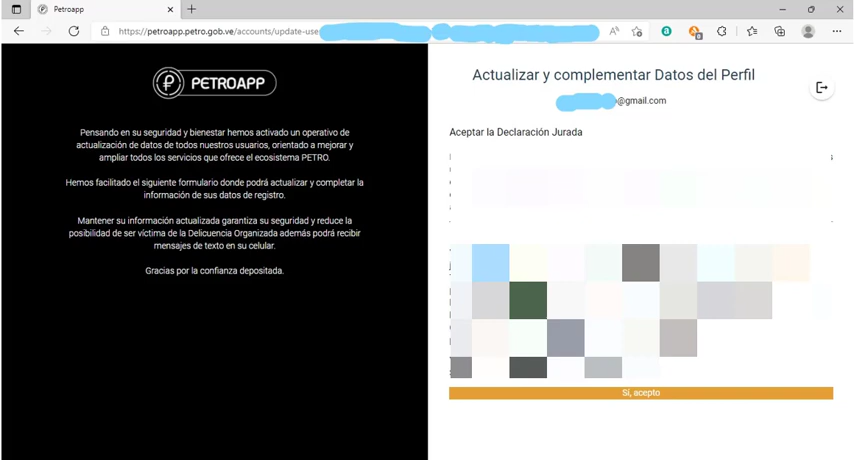 Petroapp
https://petroapp.petro.gob.ve/accounts/update-use
PETROAPP
Pensando en su seguridad y bienestar hemos activado un operativo de
actualización de datos de todos nuestros usuarios, orientado a mejorar y
ampliar todos los servicios que ofrece el ecosistema PETRO.
Hemos facilitado el siguiente formulario donde podrá actualizar y completar la
información de sus datos de registro.
Mantener su información actualizada garantiza su seguridad y reduce la
posibilidad de ser víctima de la Delicuencia Organizada además podrá recibir
mensajes de texto en su celular.
Gracias por la confianza depositada.
Actualizar y complementar Datos del Perfil
@gmail.com
Aceptar la Declaración Jurada
Sí, acepto